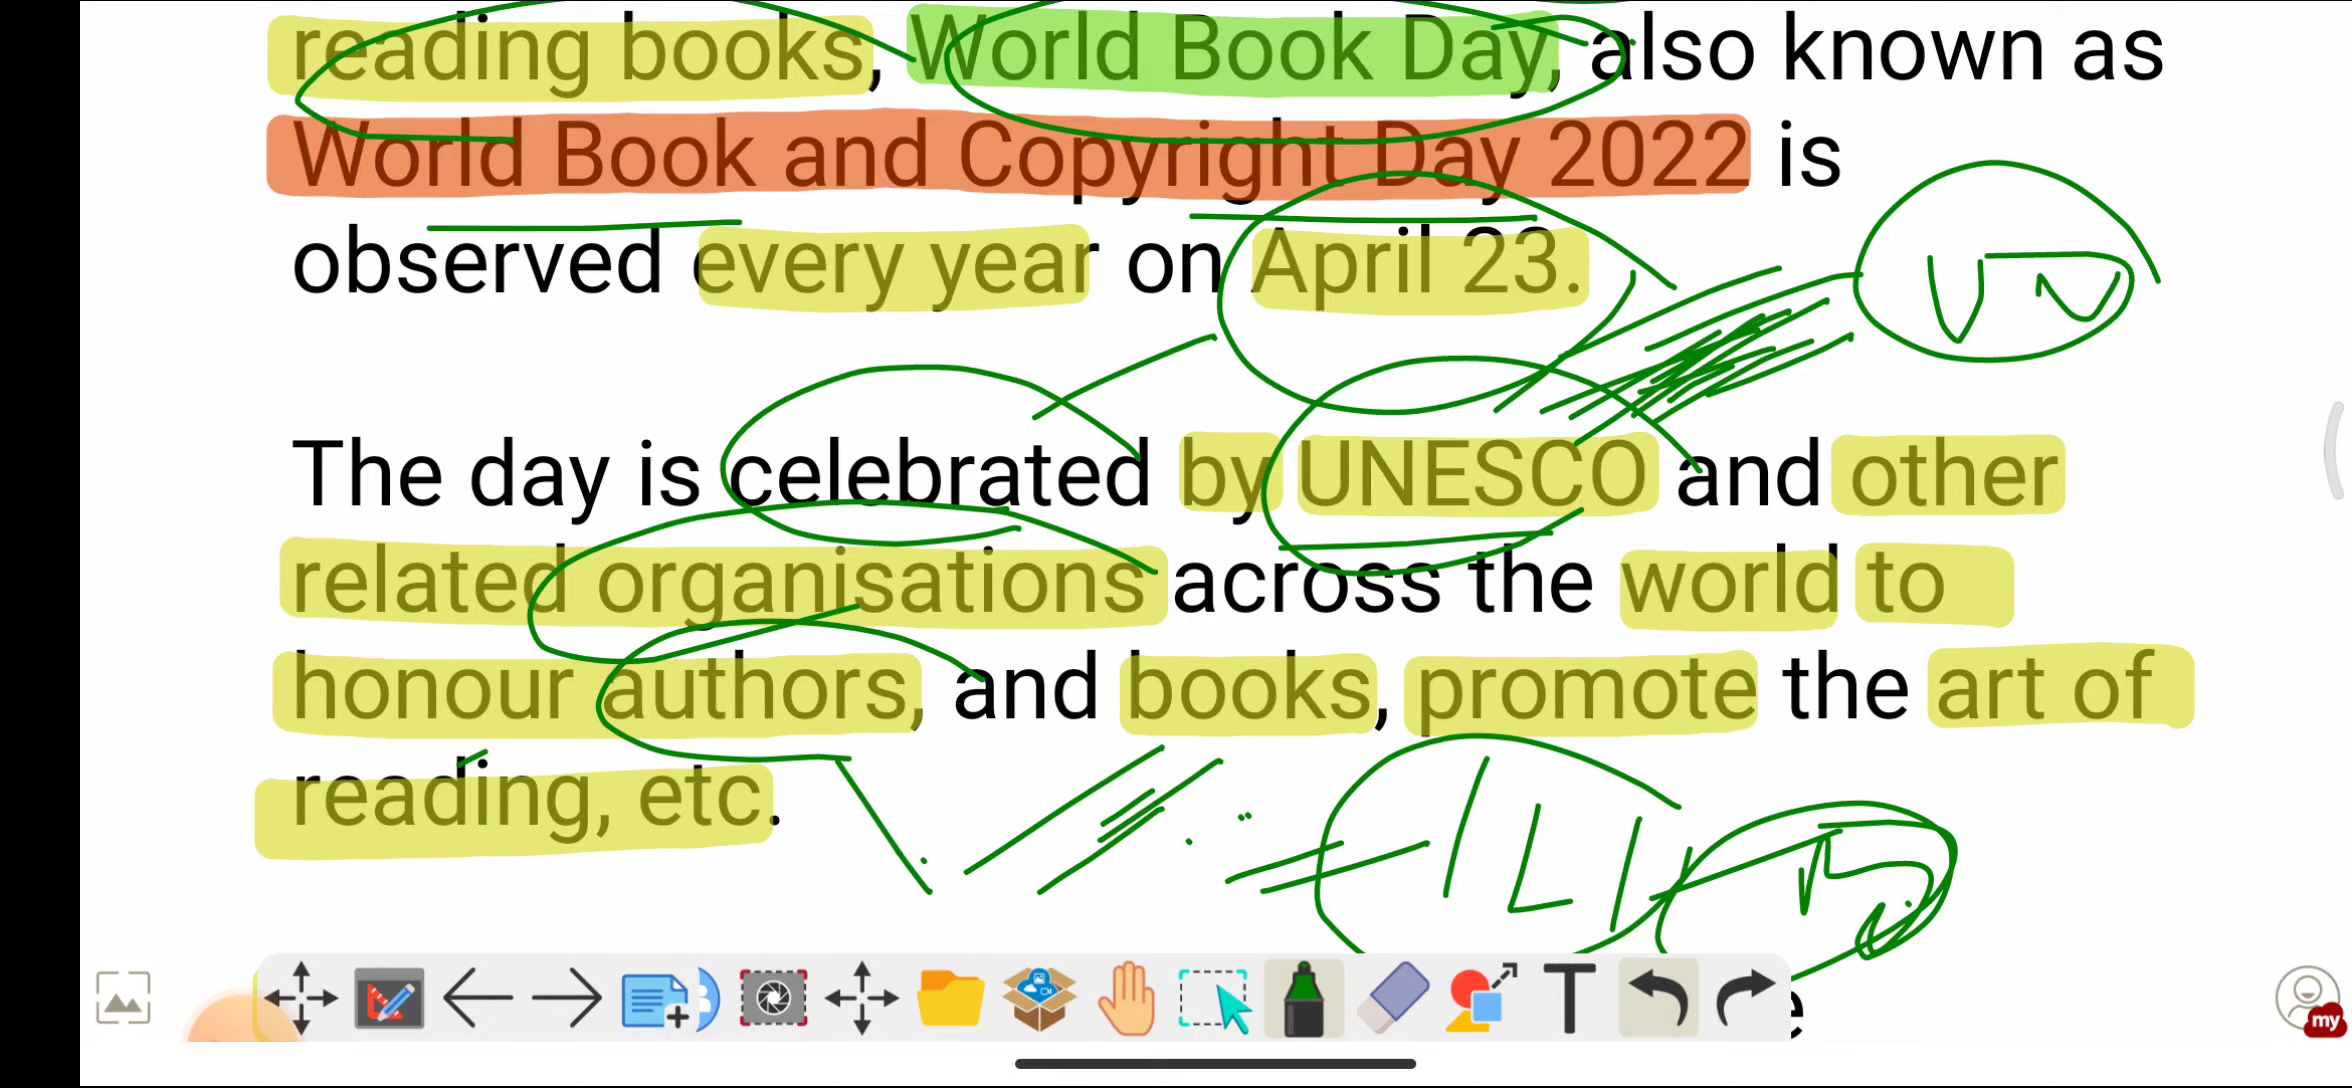 reading books, World Book Day, also known as
World Book and Copyright Day 2022 is
observed every year on April 23.
UN
The day is celebrated by UNESCO and other
related organisations across the world to
honour authors, and books, promote the art of
reading, etc.
T
e
my